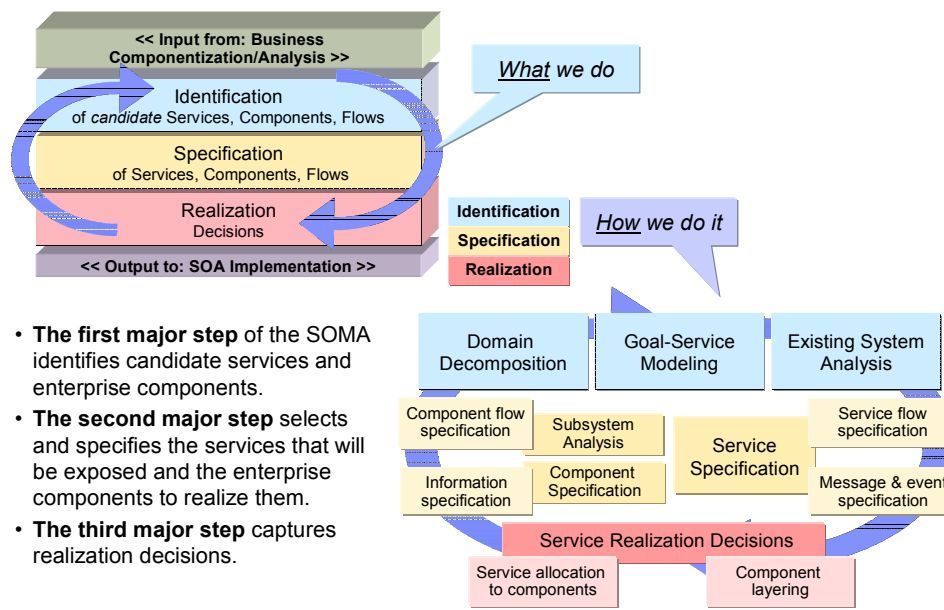 << Input from: Business
Componentization/Analysis >>
Identification
of candidate Services, Components, Flows
Specification
of Services, Components, Flows
Realization
Decisions
<< Output to: SOA Implementation >>
What we do
Identification
Specification
Realization
How we do it
• The first major step of the SOMA
identifies candidate services and
enterprise components.
• The second major step selects
and specifies the services that will
be exposed and the enterprise
components to realize them.
• The third major step captures
realization decisions.
Domain
Decomposition
Goal-Service
Modeling
Existing System
Analysis
Component flow
specification
Subsystem
Analysis
Service
Specification
Service flow
specification
Information
specification
Component
Specification
Message & event
specification
Service Realization Decisions
Service allocation
to components
Component
layering